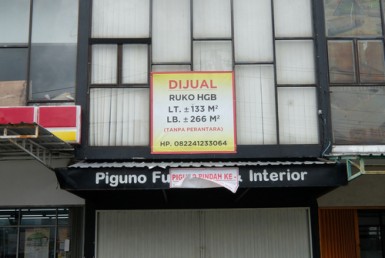 DIJUAL
RUKO HGB
LT. ± 133 M²
LB. ± 266 M²
(TANPA PERANTARA)
HP. 082241233064
Piguno Fu & Interior
PINDAH KE -